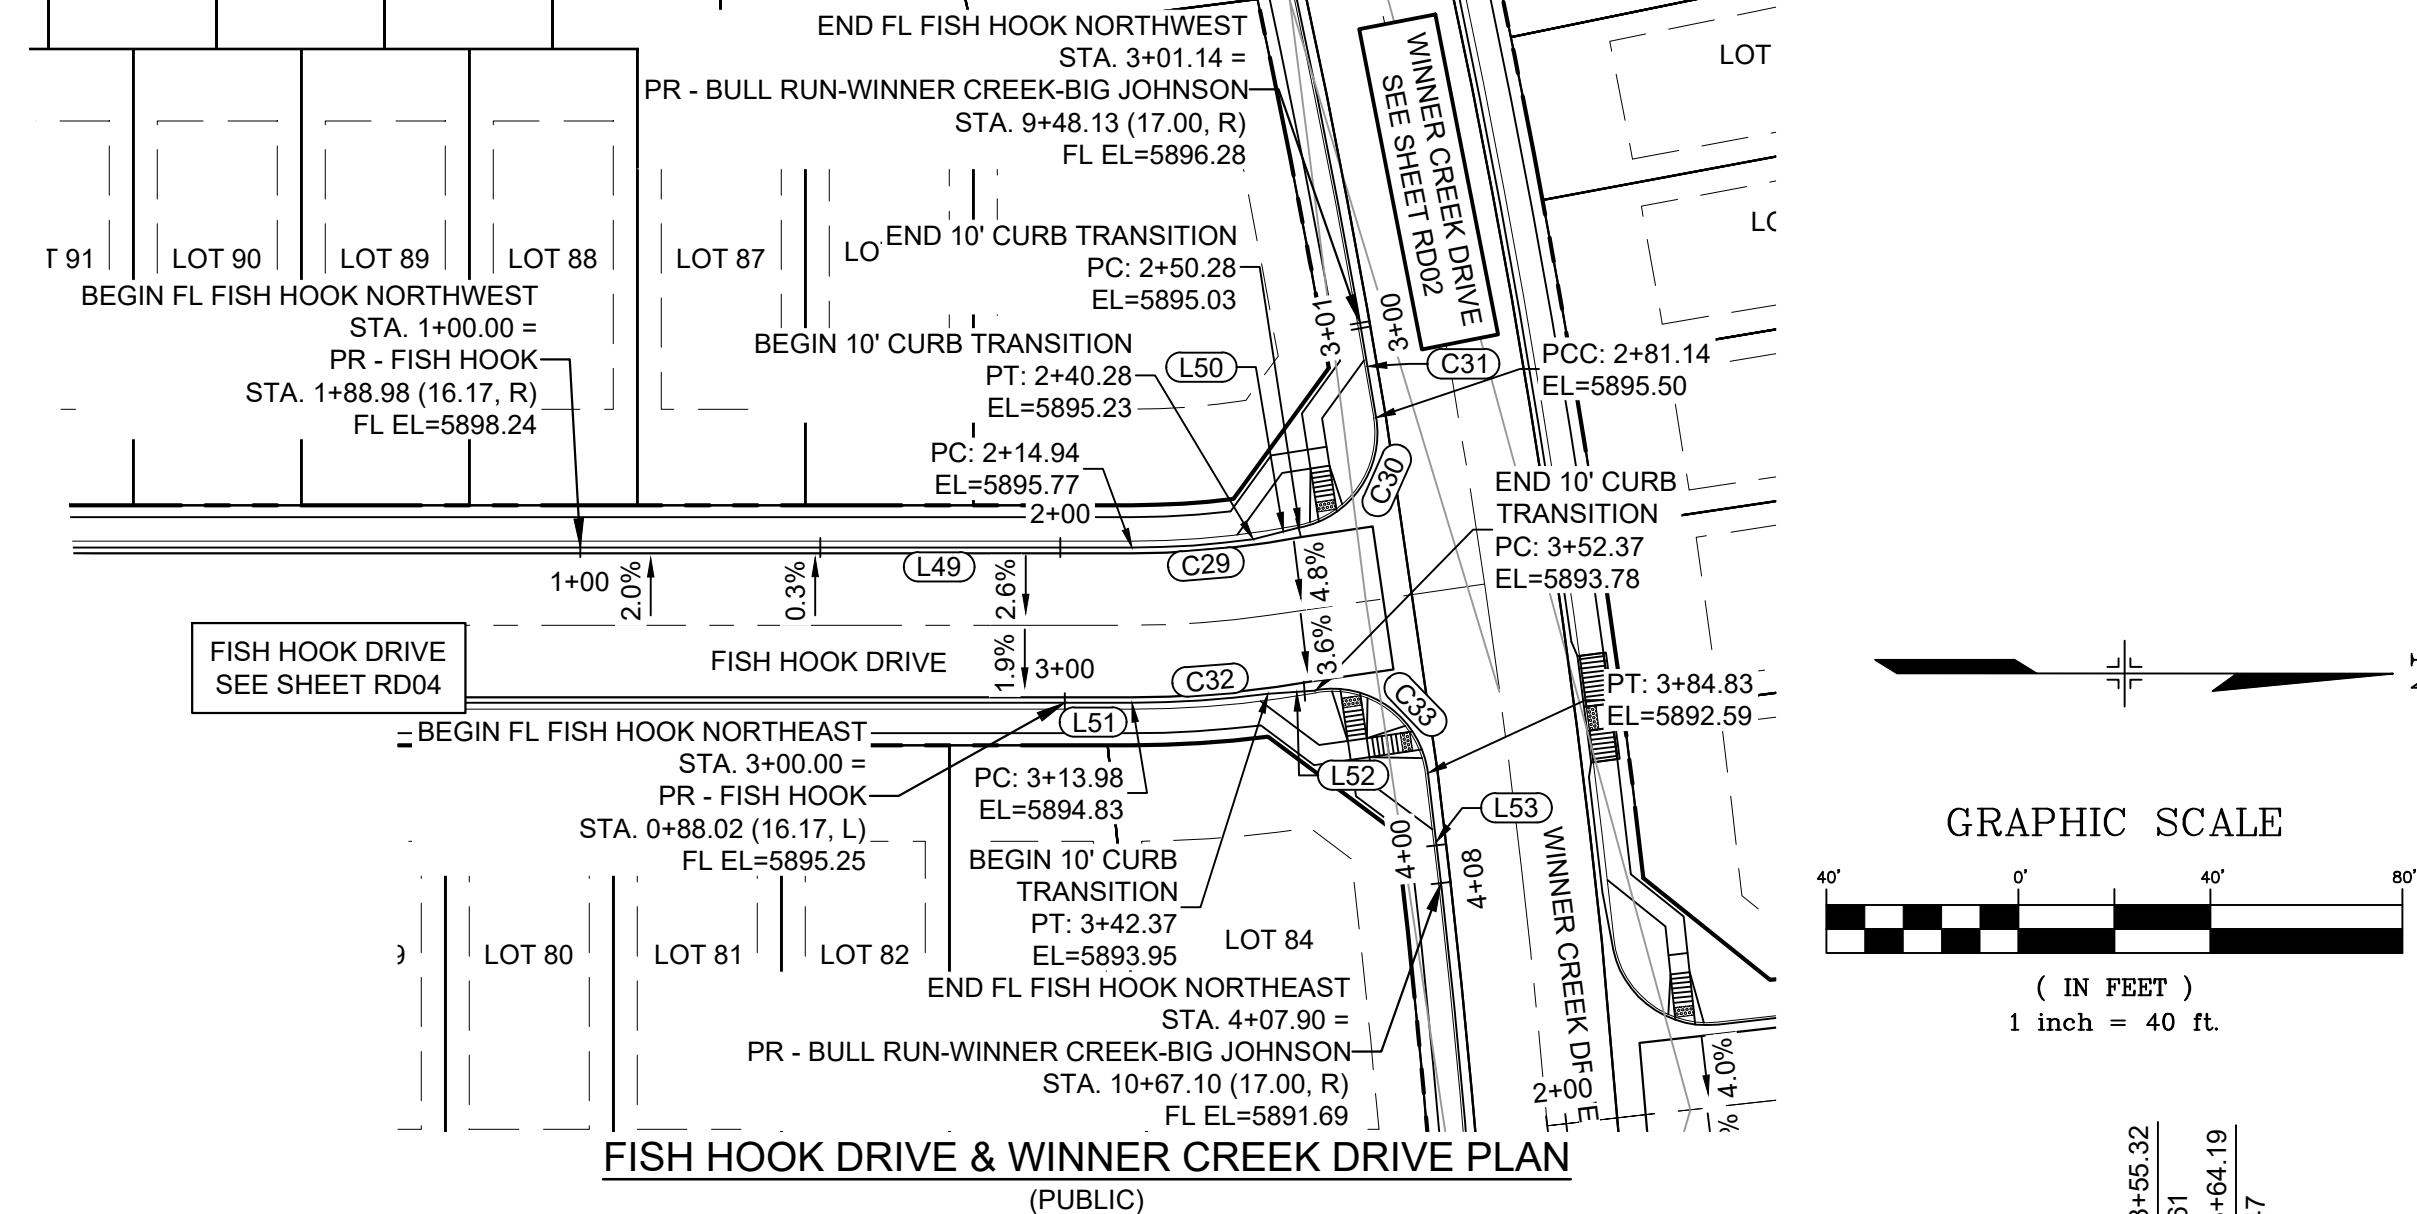 END FL FISH HOOK NORTHWEST
STA. 3+01.14 =
PR - BULL RUN-WINNER CREEK-BIG JOHNSON
STA. 9+48.13 (17.00, R)
FL EL=5896.28
WINNER CREEK DRIVE
SEE SHEET RD02
LOT
END 10' CURB TRANSITION
PC: 2+50.28
EL=5895.03
T 91
LOT 90
LOT 89
LOT 88
LOT 87
LO
BEGIN FL FISH HOOK NORTHWEST
STA. 1+00.00 =
PR - FISH HOOK
STA. 1+88.98 (16.17, R)
FL EL=5898.24
BEGIN 10' CURB TRANSITION
PT: 2+40.28
EL=5895.23
L50
3+01
3+00
C31
PCC: 2+81.14
EL=5895.50
PC: 2+14.94
EL=5895.77
2+00
C30
END 10' CURB
TRANSITION
PC: 3+52.37
EL=5893.78
1+00
2.0%
0.3%
L49
2.6%
C29
4.8%
FISH HOOK DRIVE
SEE SHEET RD04
FISH HOOK DRIVE
1.9%
3+00
C32
3.6%
C33
L51
PT: 3+84.83
EL=5892.59
BEGIN FL FISH HOOK NORTHEAST
STA. 3+00.00 =
PR - FISH HOOK
STA. 0+88.02 (16.17, L)
FL EL=5895.25
PC: 3+13.98
EL=5894.83
L52
L53
4+00
4+08
WINNER CREEK DRIVE
BEGIN 10' CURB
TRANSITION
PT: 3+42.37
EL=5893.95
9
LOT 80
LOT 81
LOT 82
LOT 84
END FL FISH HOOK NORTHEAST
STA. 4+07.90 =
PR - BULL RUN-WINNER CREEK-BIG JOHNSON
STA. 10+67.10 (17.00, R)
FL EL=5891.69
2+00
4.0%
%
GRAPHIC SCALE
40' 0' 40' 80'
( IN FEET )
1 inch = 40 ft.
FISH HOOK DRIVE & WINNER CREEK DRIVE PLAN
(PUBLIC)
+55.32
+64.19